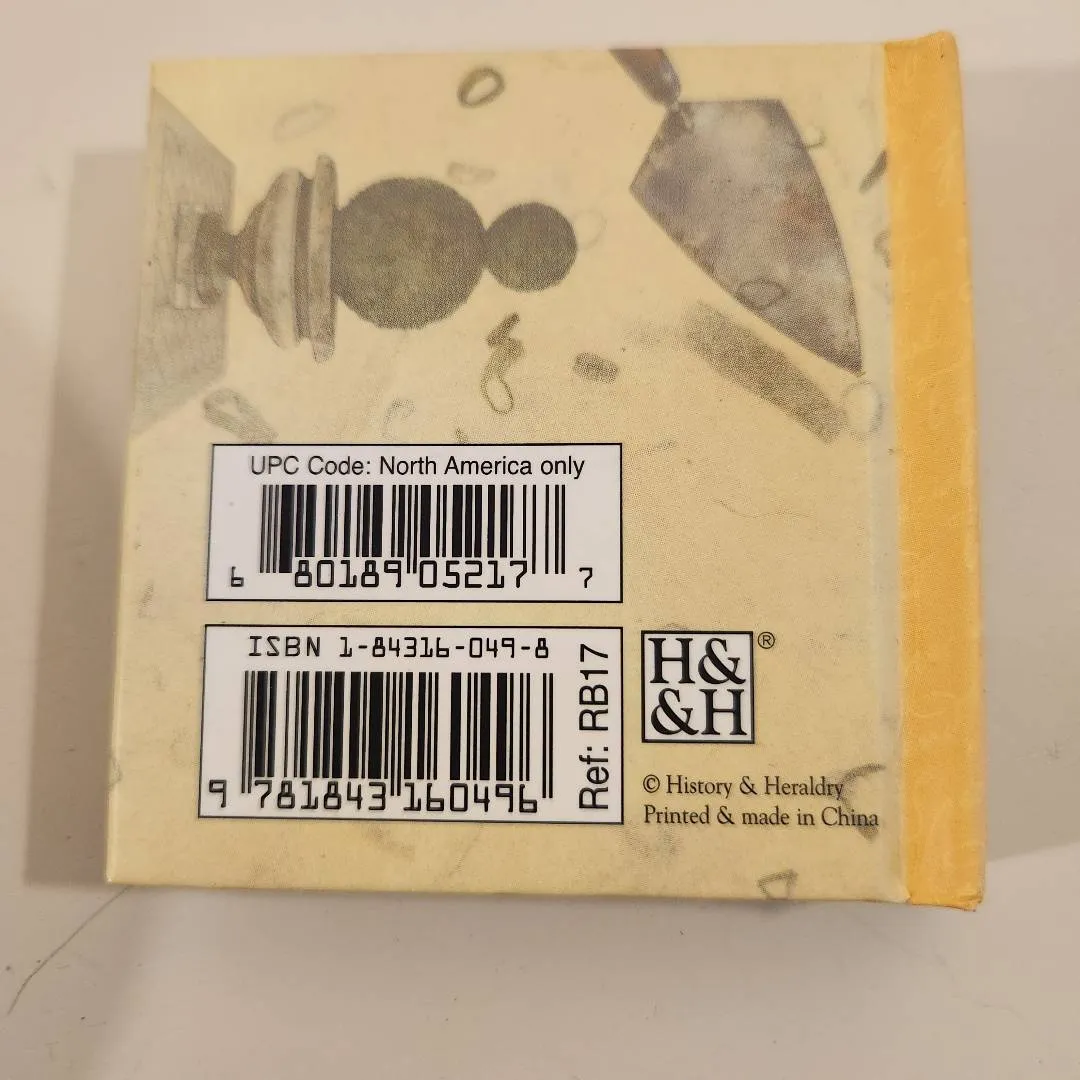 UPC Code: North America only
6 80189 05217 7
ISBN 1-84316-049-8
9 781843 160496
Ref: RB17
H&
&H ®
© History & Heraldry
Printed & made in China